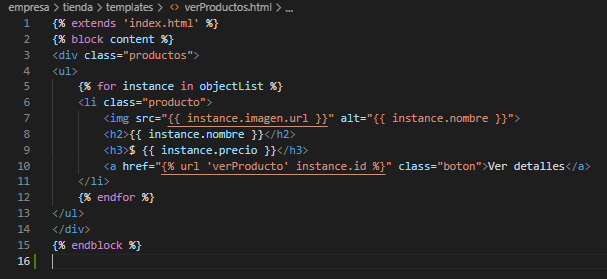 empresa > tienda > templates > <> verProductos.html > ...
1 {% extends 'index.html' %}
2 {% block content %}
3 <div class="productos">
4 <ul>
5 {% for instance in objectList %}
6 <li class="producto">
7 <img src="{{ instance.imagen.url }}" alt="{{ instance.nombre }}">
8 <h2>{{ instance.nombre }}</h2>
9 <h3>$ {{ instance.precio }}</h3>
10 <a href="{% url 'verProducto' instance.id %}" class="boton">Ver detalles</a>
11 </li>
12 {% endfor %}
13 </ul>
14 </div>
15 {% endblock %}
16